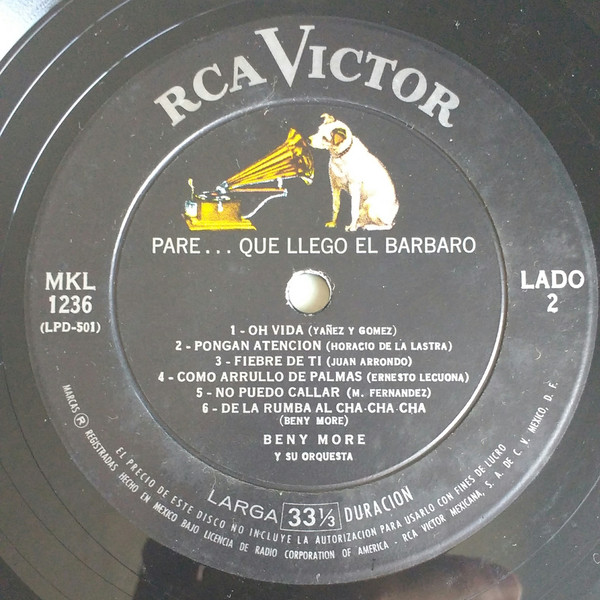 RCA VICTOR
PARE... QUE LLEGO EL BARBARO
MKL
1236
(LPD-501)
LADO
2
1 - OH VIDA (YAÑEZ Y GOMEZ)
2 - PONGAN ATENCION (HORACIO DE LA LASTRA)
3 - FIEBRE DE TI (JUAN ARRONDO)
4 - COMO ARRULLO DE PALMAS (ERNESTO LECUONA)
5 - NO PUEDO CALLAR (M. FERNANDEZ)
6 - DE LA RUMBA AL CHA-CHA-CHA
(BENY MORE)
BENY MORE
Y SU ORQUESTA
LARGA 33 1/3 DURACION
EL PRECIO DE ESTE DISCO NO INCLUYE LA AUTORIZACION PARA USARLO CON FINES DE LUCRO
MARCAS ® REGISTRADAS HECHO EN MEXICO BAJO LICENCIA DE RADIO CORPORATION OF AMERICA - RCA VICTOR MEXICANA, S. A. DE C. V. MEXICO, D. F.